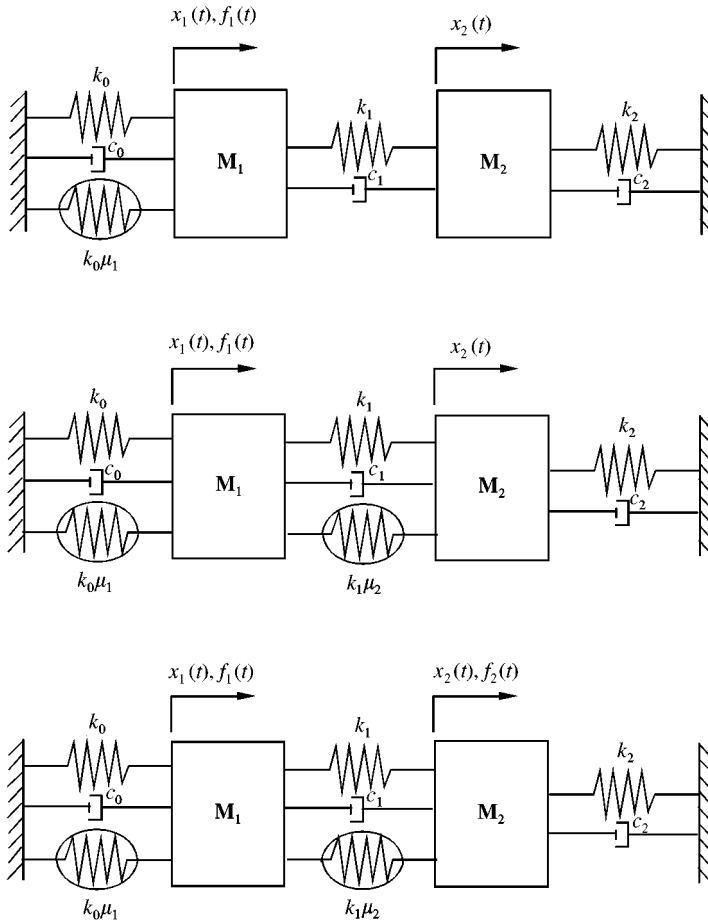 x₁(t), f₁(t) x₂(t)
k₀ k₁ k₂
c₀ M₁ c₁ M₂ c₂
k₀μ₁
x₁(t), f₁(t) x₂(t)
k₀ k₁ k₂
c₀ M₁ c₁ M₂ c₂
k₀μ₁ k₁μ₂
x₁(t), f₁(t) x₂(t), f₂(t)
k₀ k₁ k₂
c₀ M₁ c₁ M₂ c₂
k₀μ₁ k₁μ₂